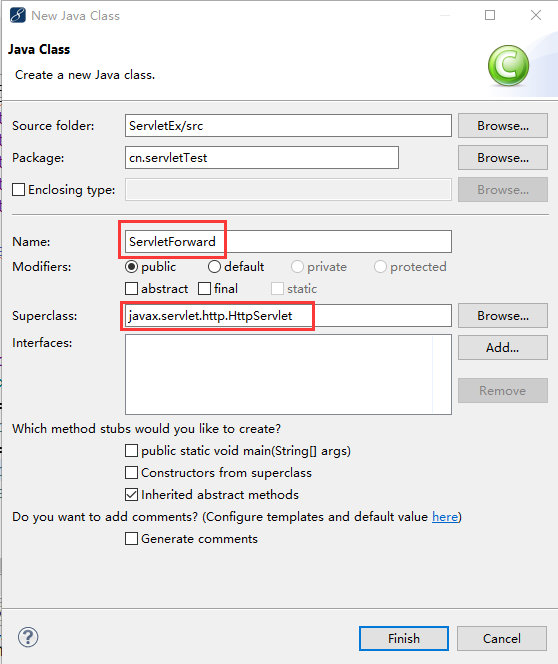 New Java Class
Java Class
Create a new Java class.
Source folder: ServletEx/src Browse...
Package: cn.servletTest Browse...
Enclosing type: Browse...
Name: ServletForward
Modifiers: public default private protected
abstract final static
Superclass: javax.servlet.http.HttpServlet Browse...
Interfaces: Add...
Remove
Which method stubs would you like to create?
public static void main(String[] args)
Constructors from superclass
Inherited abstract methods
Do you want to add comments? (Configure templates and default value here)
Generate comments
? Finish Cancel